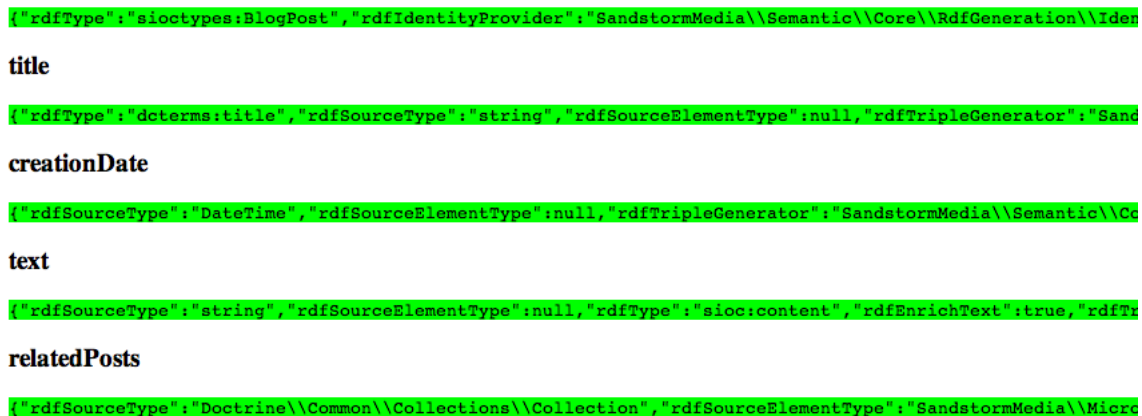 {"rdfType":"sioctypes:BlogPost","rdfIdentityProvider":"SandstormMedia\\Semantic\\Core\\RdfGeneration\\Iden
title
{"rdfType":"dcterms:title","rdfSourceType":"string","rdfSourceElementType":null,"rdfTripleGenerator":"Sand
creationDate
{"rdfSourceType":"DateTime","rdfSourceElementType":null,"rdfTripleGenerator":"SandstormMedia\\Semantic\\Co
text
{"rdfSourceType":"string","rdfSourceElementType":null,"rdfType":"sioc:content","rdfEnrichText":true,"rdfTr
relatedPosts
{"rdfSourceType":"Doctrine\\Common\\Collections\\Collection","rdfSourceElementType":"SandstormMedia\\Micro